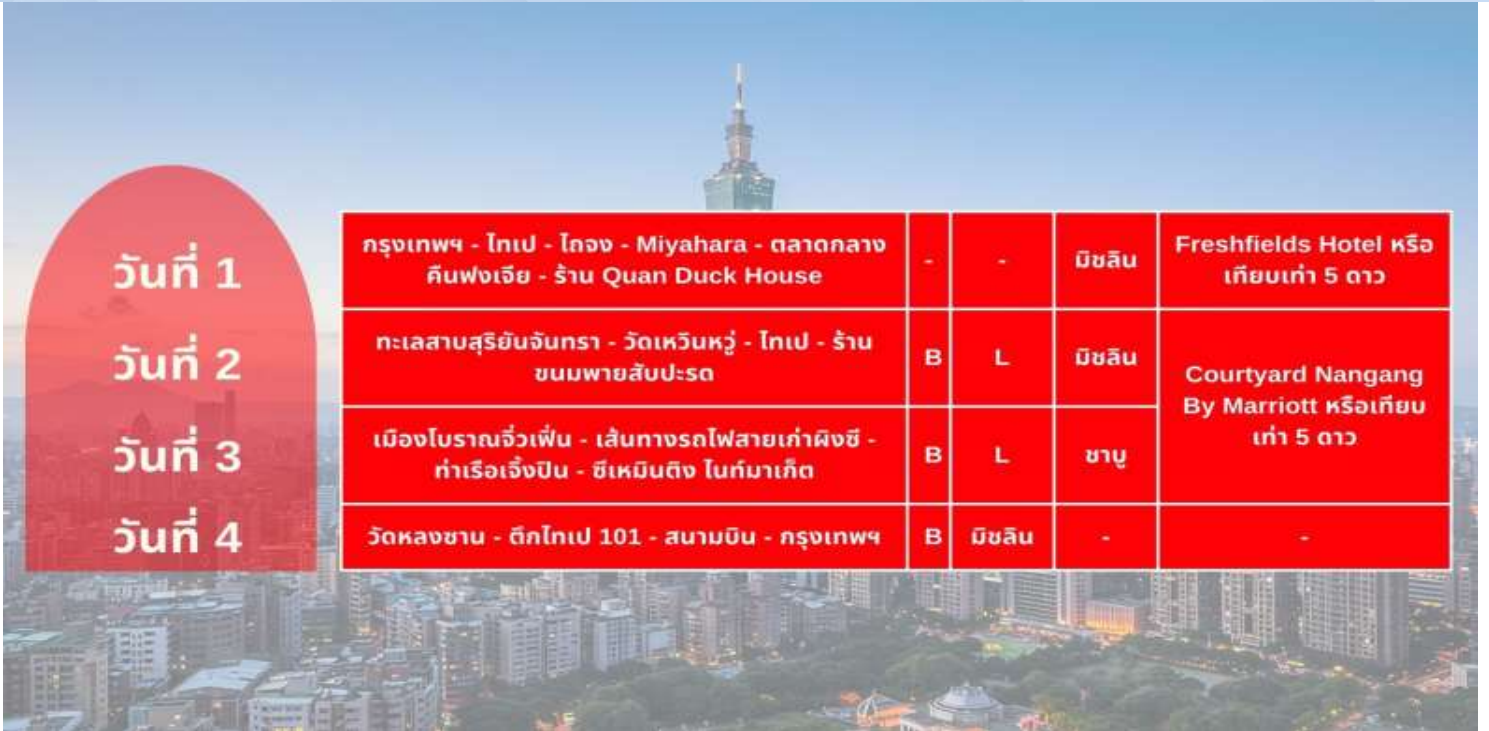 วันที่ 1
กรุงเทพฯ - ไทเป - ไถจง - Miyahara - ตลาดกลาง
คืนฟงเจีย - ร้าน Quan Duck House
-
-
มิชลิน
Freshfields Hotel หรือ
เทียบเท่า 5 ดาว
วันที่ 2
ทะเลสาบสุริยันจันทรา - วัดเหวินหวู่ - ไทเป - ร้าน
ขนมพายสับปะรด
B
L
มิชลิน
Courtyard Nangang
By Marriott หรือเทียบ
เท่า 5 ดาว
วันที่ 3
เมืองโบราณจิ่วเฟิ่น - เส้นทางรถไฟสายเก่าผิงซี -
ท่าเรือเจิ้งปิน - ซีเหมินติง ไนท์มาเก็ต
B
L
ชาบู
วันที่ 4
วัดหลงซาน - ตึกไทเป 101 - สนามบิน - กรุงเทพฯ
B
มิชลิน
-
-